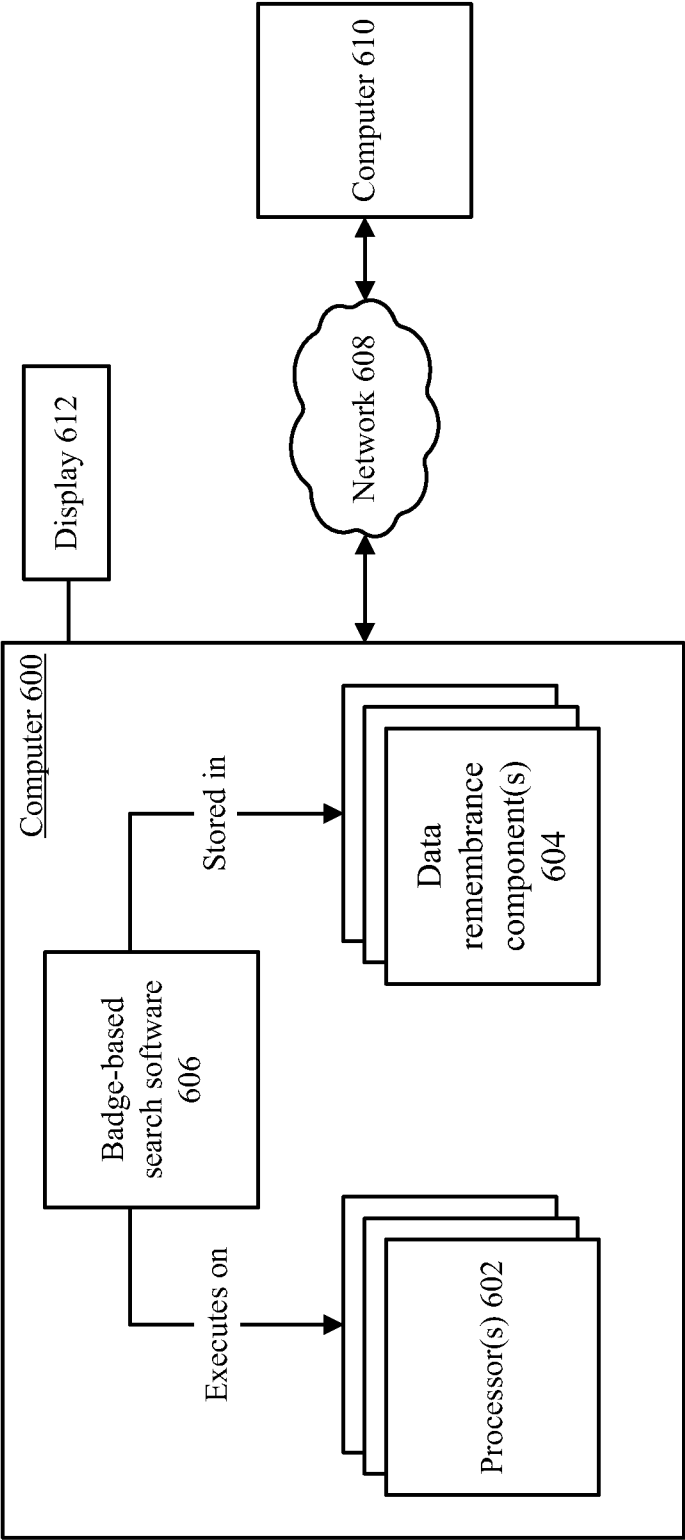 Computer 600
Badge-based
search software
606
Executes on
Stored in
Processor(s) 602
Data
remembrance
component(s)
604
Display 612
Network 608
Computer 610